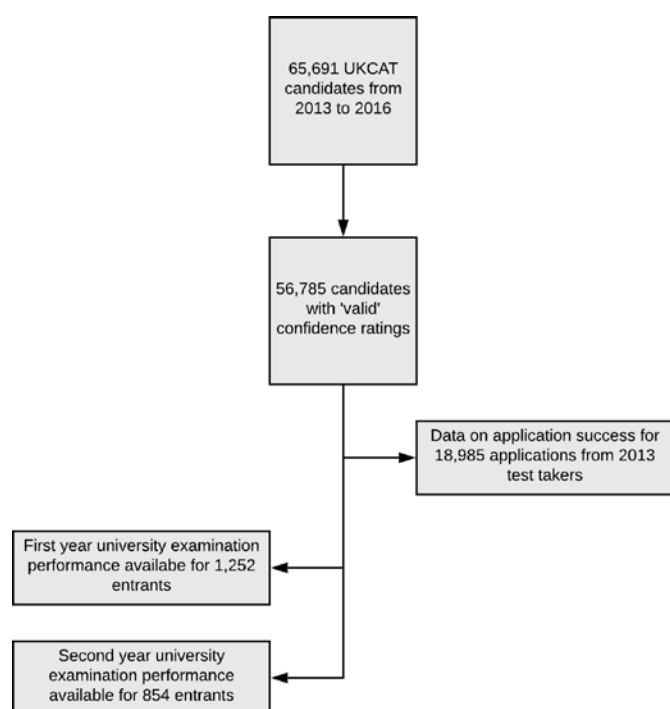 65,691 UKCAT
candidates from
2013 to 2016
56,785 candidates
with 'valid'
confidence ratings
Data on application success for
18,985 applications from 2013
test takers
First year university examination
performance availabe for 1,252
entrants
Second year university
examination performance
available for 854 entrants